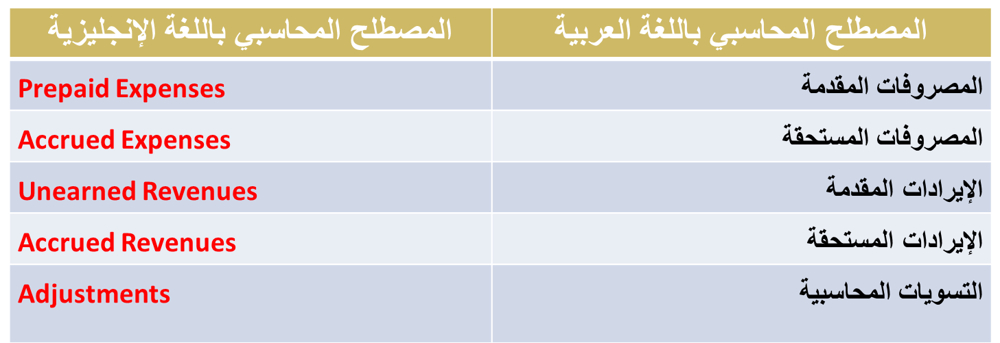 المصطلح المحاسبي باللغة العربية
المصطلح المحاسبي باللغة الإنجليزية
المصروفات المقدمة
Prepaid Expenses
المصروفات المستحقة
Accrued Expenses
الإيرادات المقدمة
Unearned Revenues
الإيرادات المستحقة
Accrued Revenues
التسويات المحاسبية
Adjustments